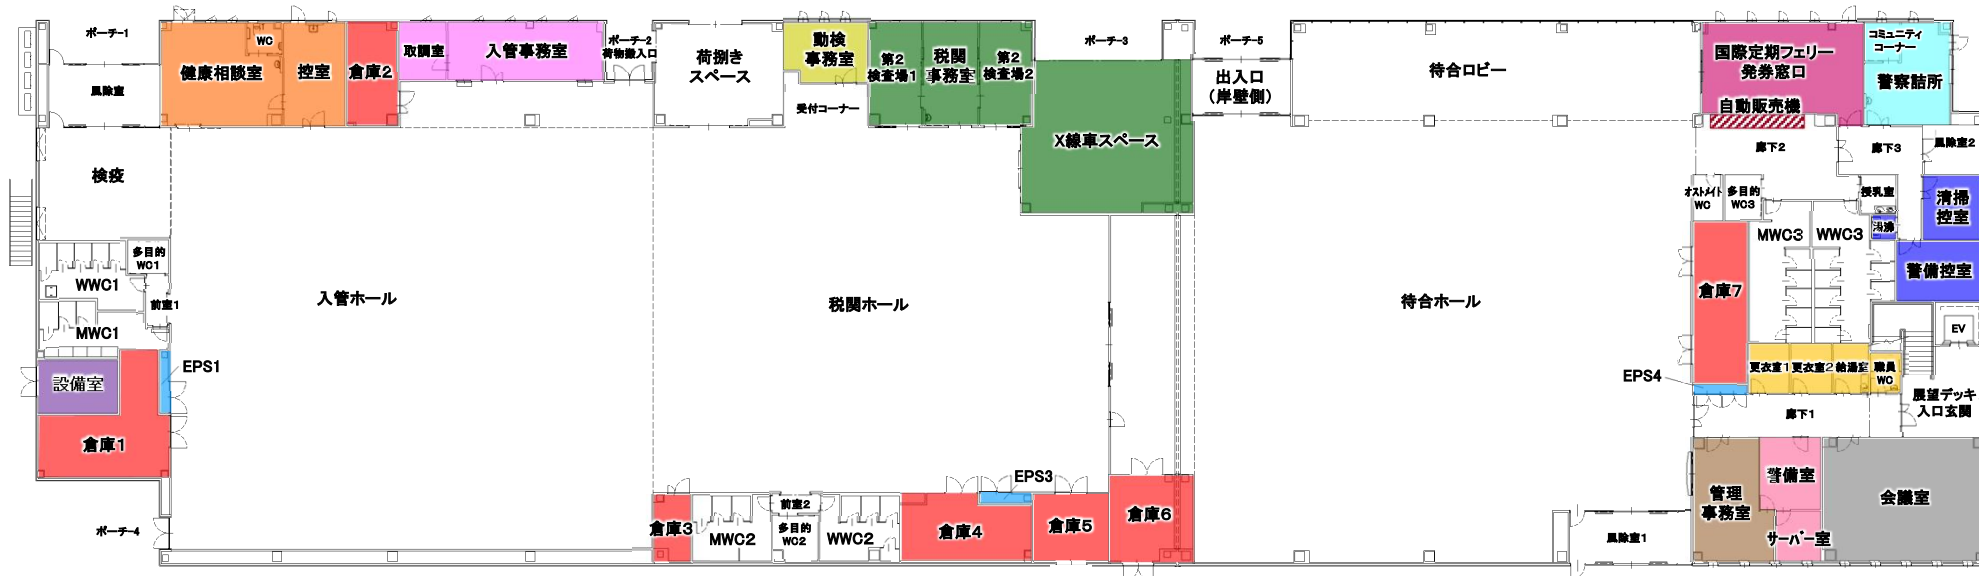 ポーチ-1
風除室
WC
健康相談室
控室
倉庫2
取調室
入管事務室
ポーチ-2
荷物搬入口
荷捌き
スペース
動検
事務室
受付コーナー
第2
検査場1
税関
事務室
第2
検査場2
ポーチ-3
X線車スペース
ポーチ-5
出入口
(岸壁側)
待合ロビー
国際定期フェリー
発券窓口
自動販売機
コミュニティ
コーナー
警察詰所
検疫
多目的
WC1
WWC1
前室1
MWC1
設備室
EPS1
倉庫1
ポーチ-4
入管ホール
税関ホール
待合ホール
廊下2
廊下3
風除室2
オストメイト
WC
多目的
WC3
授乳室
湯沸
清掃
控室
MWC3
WWC3
警備控室
倉庫7
EV
EPS4
更衣室1
更衣室2
給湯室
職員
WC
展望デッキ
入口玄関
廊下1
倉庫3
MWC2
前室2
多目的
WC2
WWC2
EPS3
倉庫4
倉庫5
倉庫6
風除室1
管理
事務室
警備室
サーバー室
会議室